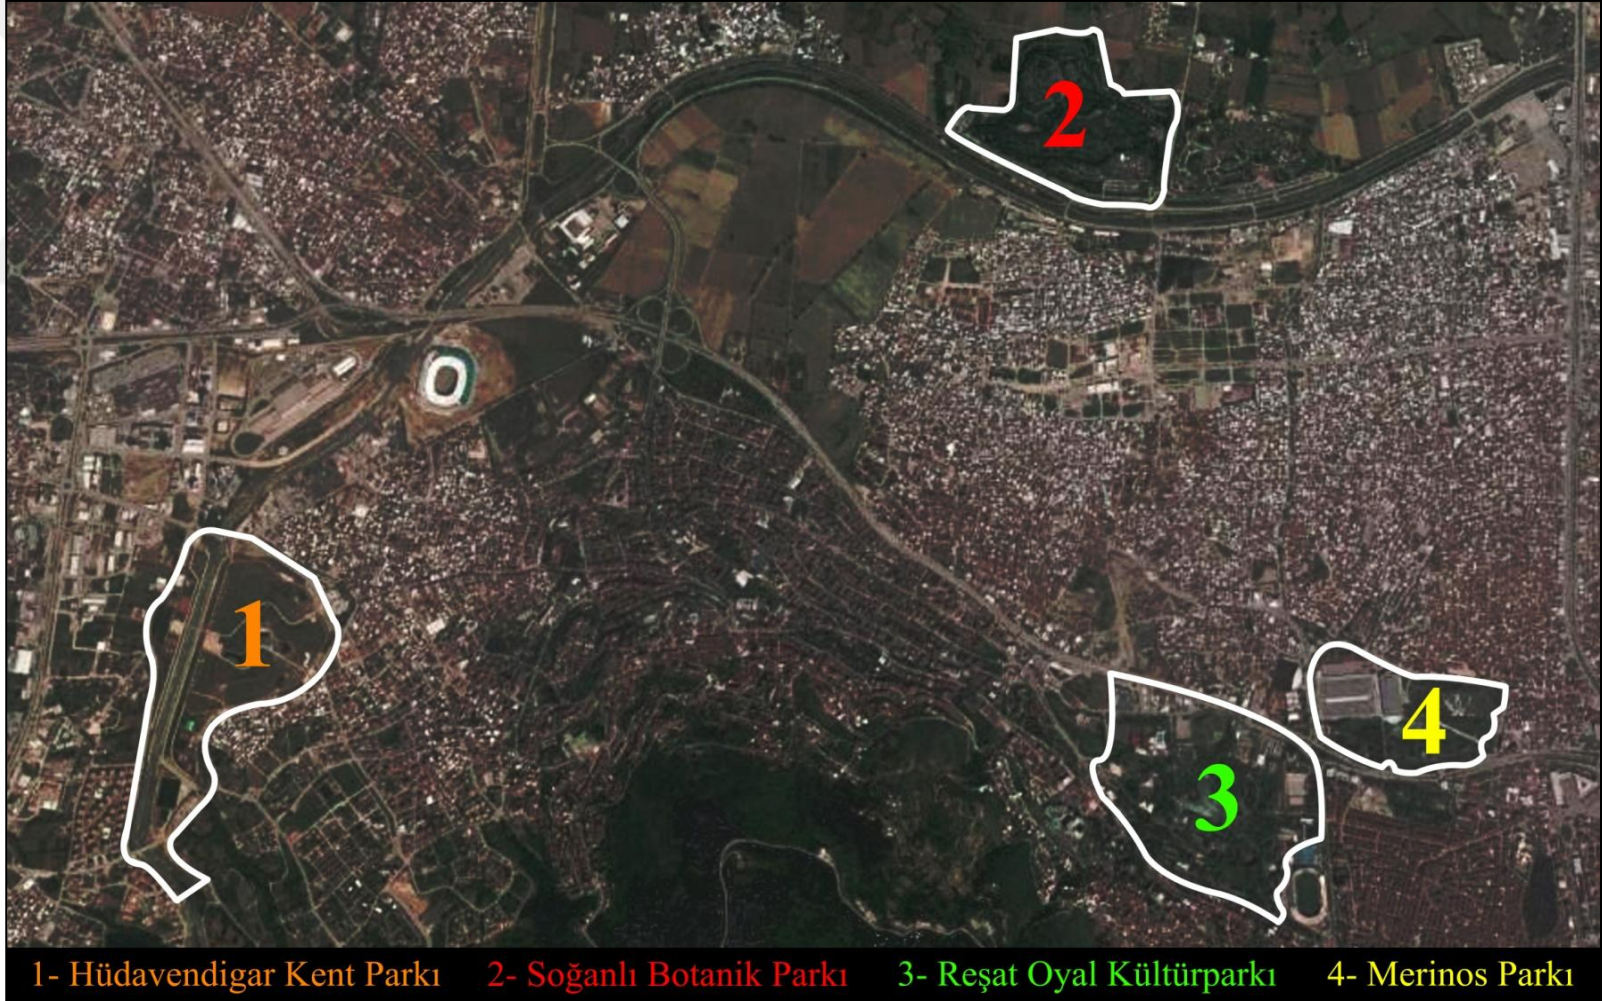 2
1
3
4
1- Hüdavendigar Kent Parkı 2- Soğanlı Botanik Parkı 3- Reşat Oyal Kültürparkı 4- Merinos Parkı